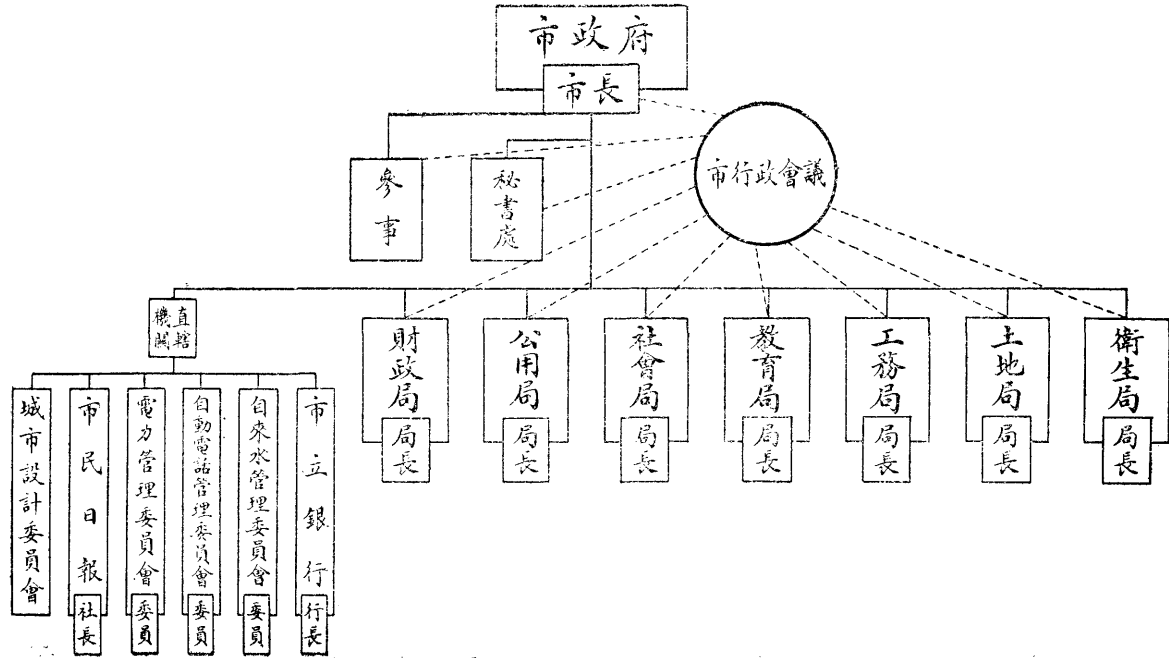 市政府
市長
市行政會議
參事
秘書處
直轄
機關
財政局
局長
公用局
局長
社會局
局長
教育局
局長
工務局
局長
土地局
局長
衛生局
局長
城市設計委員會
市民日報
社長
電力管理委員會
委員
自動電話管理委員會
委員
自來水管理委員會
委員
市立銀行
行長